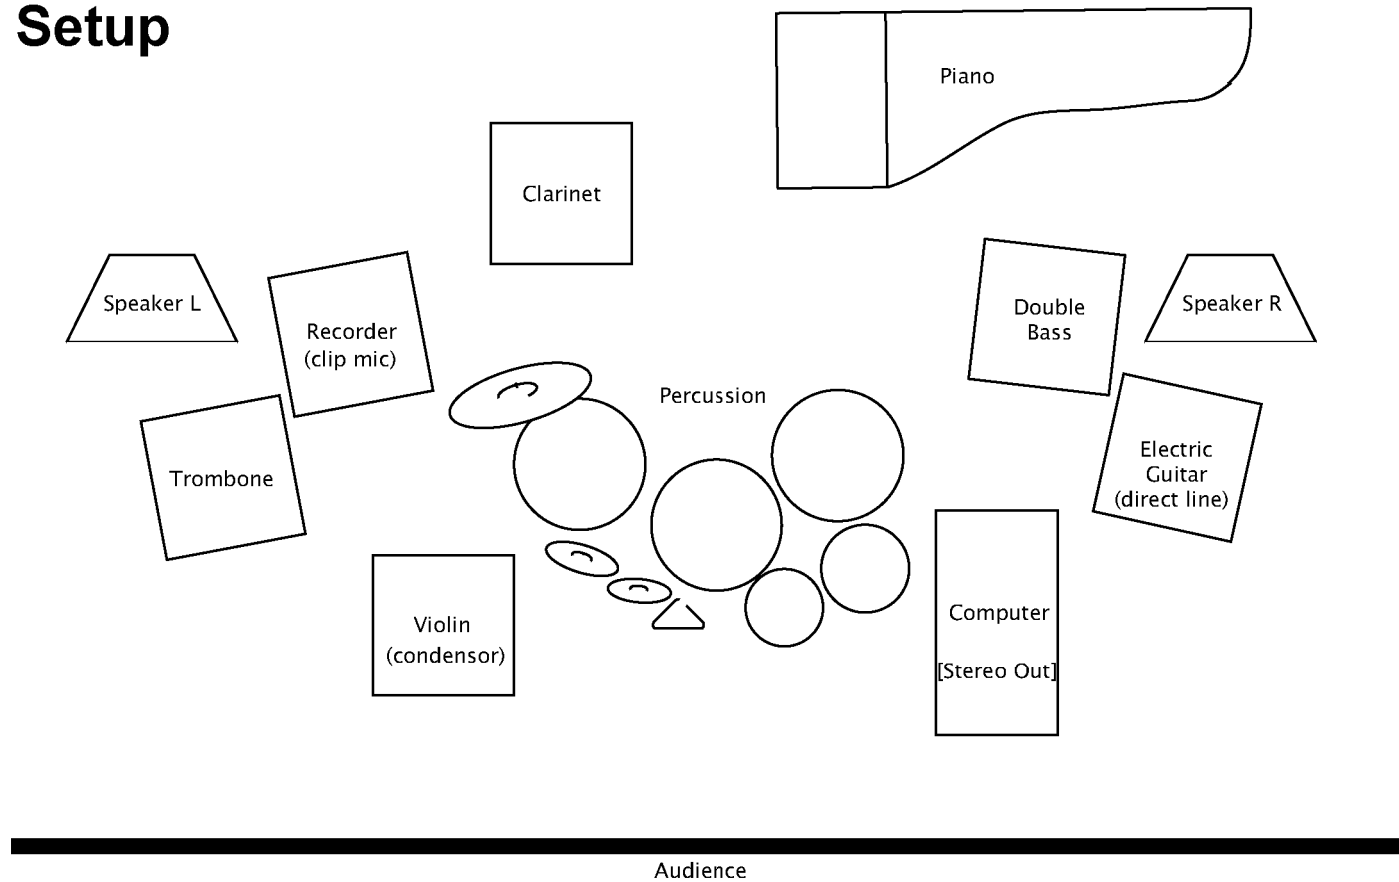 Setup
Piano
Clarinet
Speaker L
Recorder
(clip mic)
Double
Bass
Speaker R
Percussion
Trombone
Electric
Guitar
(direct line)
Violin
(condensor)
Computer
[Stereo Out]
Audience